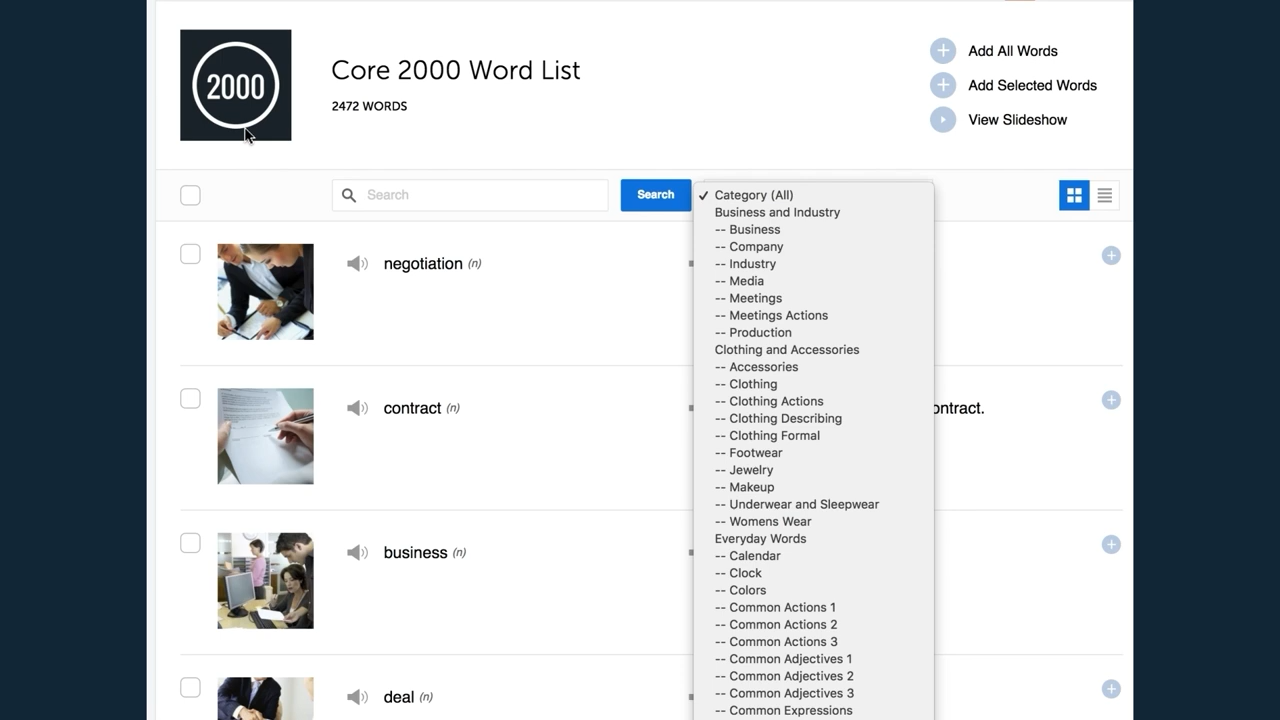 2000
Core 2000 Word List
2472 WORDS
Add All Words
Add Selected Words
View Slideshow
Search
Search
Category (All)
Business and Industry
-- Business
-- Company
-- Industry
-- Media
-- Meetings
-- Meetings Actions
-- Production
Clothing and Accessories
-- Accessories
-- Clothing
-- Clothing Actions
-- Clothing Describing
-- Clothing Formal
-- Footwear
-- Jewelry
-- Makeup
-- Underwear and Sleepwear
-- Womens Wear
Everyday Words
-- Calendar
-- Clock
-- Colors
-- Common Actions 1
-- Common Actions 2
-- Common Actions 3
-- Common Adjectives 1
-- Common Adjectives 2
-- Common Adjectives 3
-- Common Expressions
negotiation (n)
contract (n)
ontract.
business (n)
deal (n)